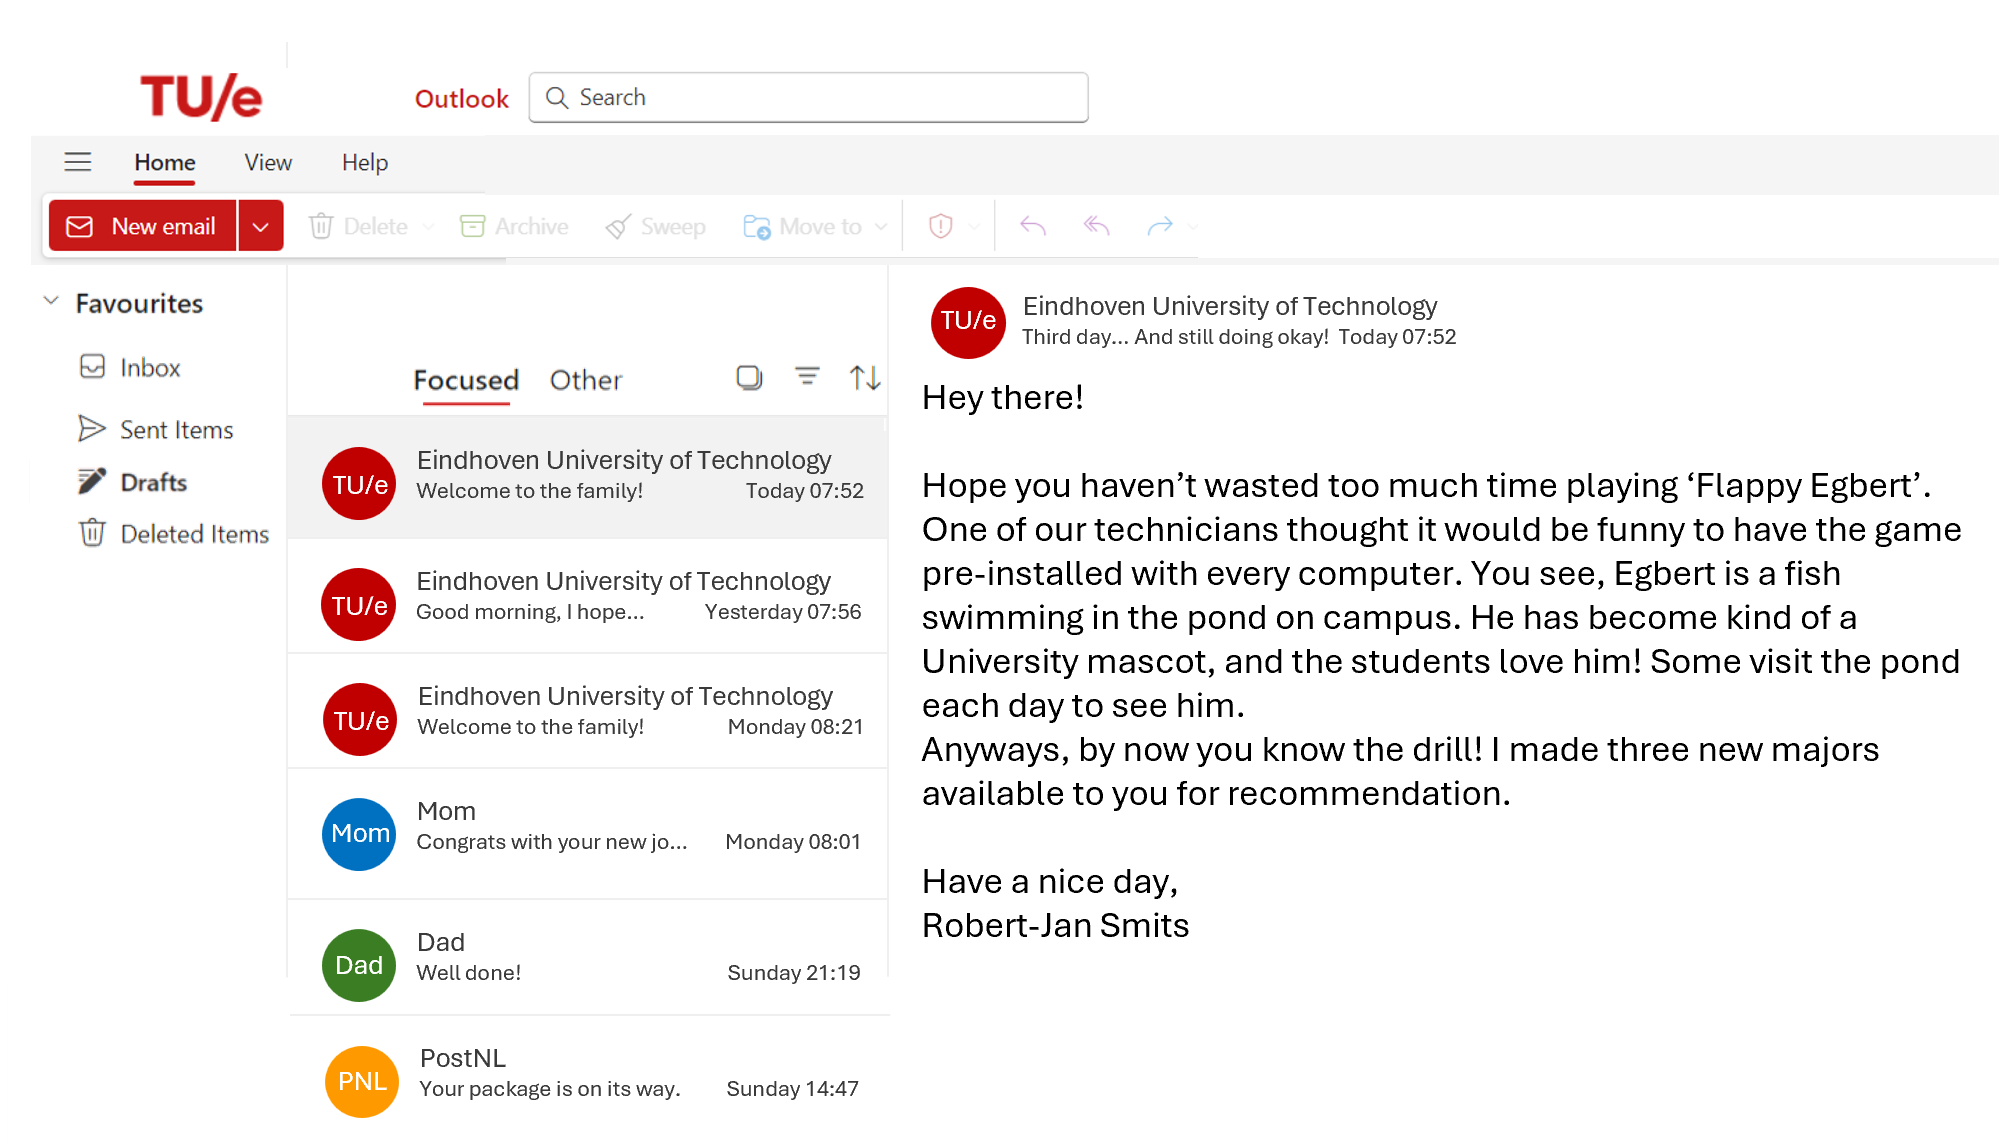 TU/e
Outlook
Search
Home View Help
New email Delete Archive Sweep Move to
Favourites
Inbox
Sent Items
Drafts
Deleted Items
Focused Other
TU/e
Eindhoven University of Technology
Welcome to the family! Today 07:52
TU/e
Eindhoven University of Technology
Good morning, I hope... Yesterday 07:56
TU/e
Eindhoven University of Technology
Welcome to the family! Monday 08:21
Mom
Mom
Congrats with your new jo... Monday 08:01
Dad
Dad
Well done! Sunday 21:19
PNL
PostNL
Your package is on its way. Sunday 14:47
TU/e
Eindhoven University of Technology
Third day... And still doing okay! Today 07:52
Hey there!
Hope you haven’t wasted too much time playing ‘Flappy Egbert’.
One of our technicians thought it would be funny to have the game
pre-installed with every computer. You see, Egbert is a fish
swimming in the pond on campus. He has become kind of a
University mascot, and the students love him! Some visit the pond
each day to see him.
Anyways, by now you know the drill! I made three new majors
available to you for recommendation.
Have a nice day,
Robert-Jan Smits